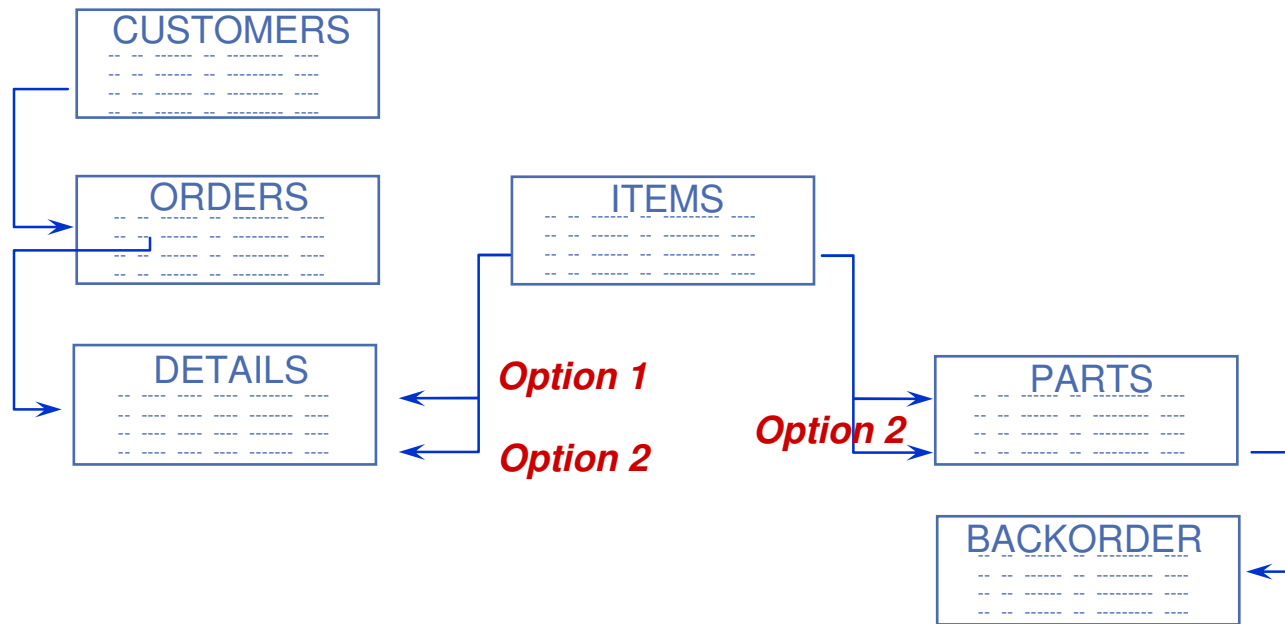 CUSTOMERS
ORDERS
ITEMS
DETAILS
Option 1
PARTS
Option 2
Option 2
BACKORDER